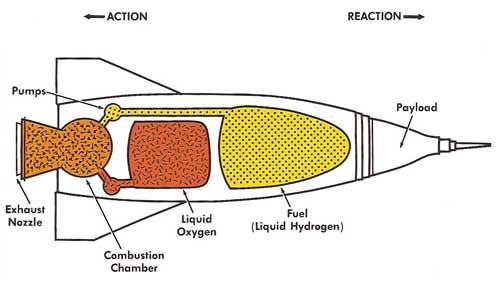 ACTION
REACTION
Pumps
Payload
Exhaust
Nozzle
Combustion
Chamber
Liquid
Oxygen
Fuel
(Liquid Hydrogen)